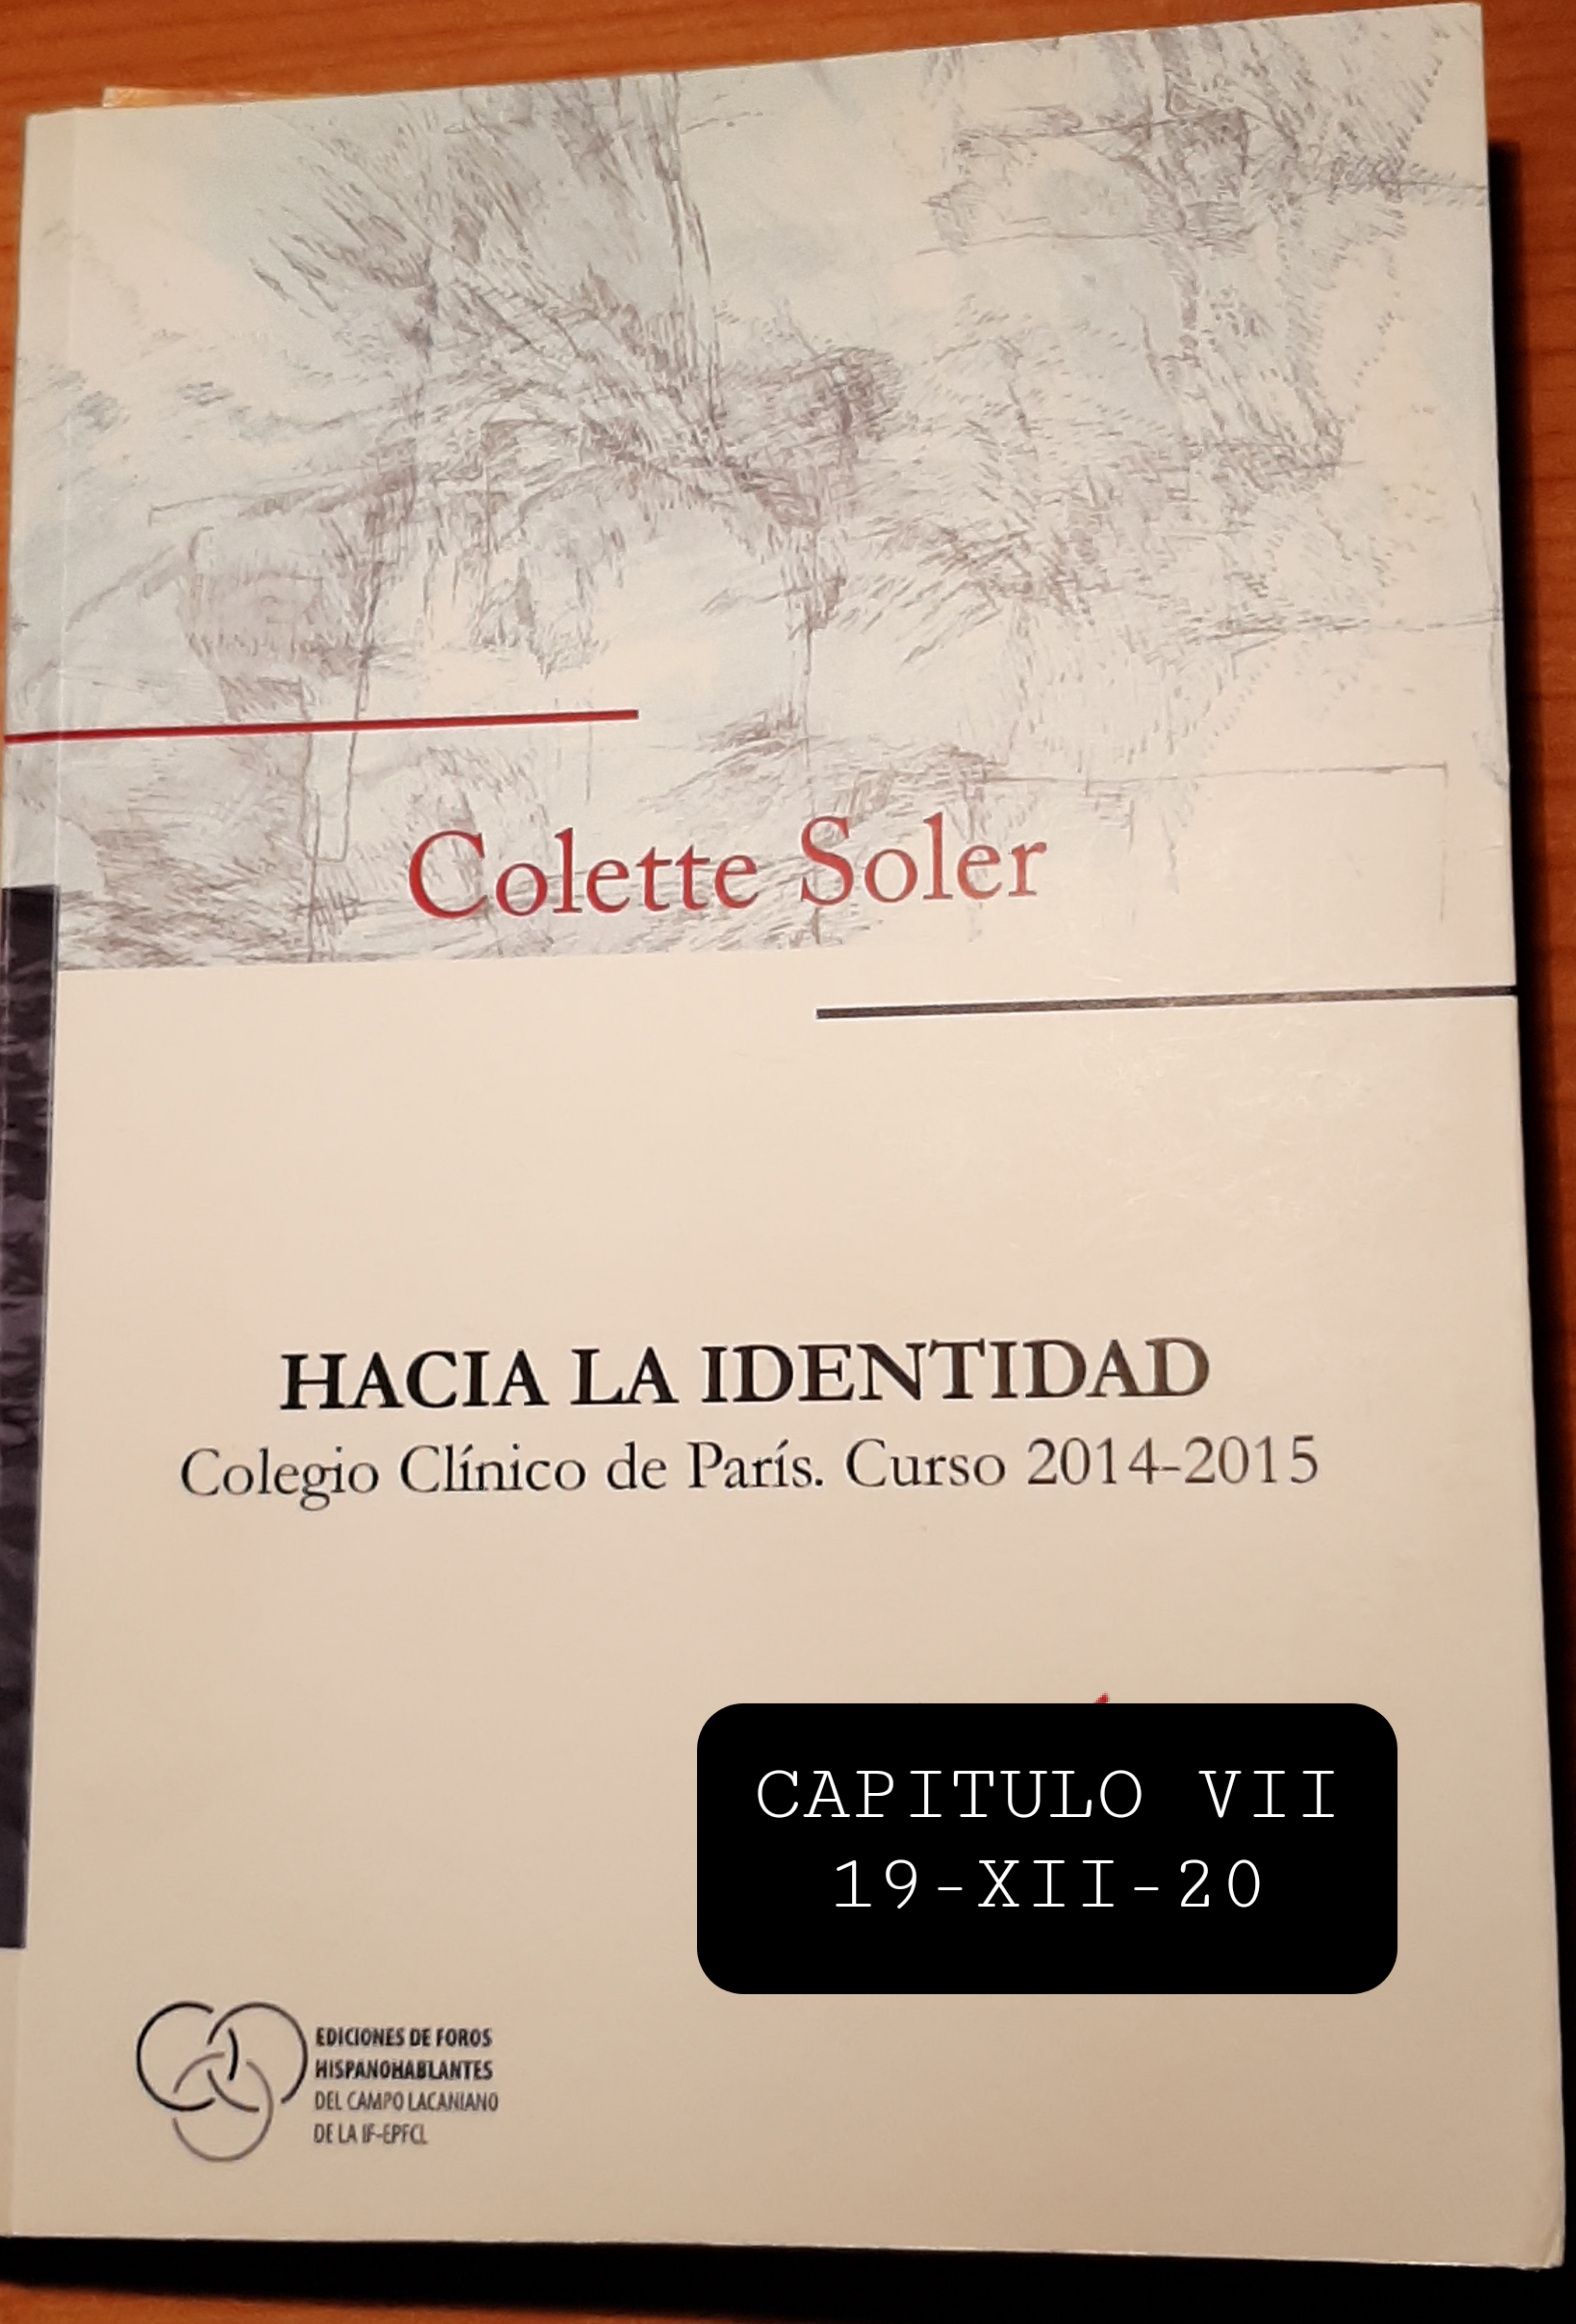 Colette Soler
HACIA LA IDENTIDAD
Colegio Clínico de París. Curso 2014-2015
CAPITULO VII
19-XII-20
EDICIONES DE FOROS
HISPANOHABLANTES
DEL CAMPO LACANIANO
DE LA IF-EPFCL